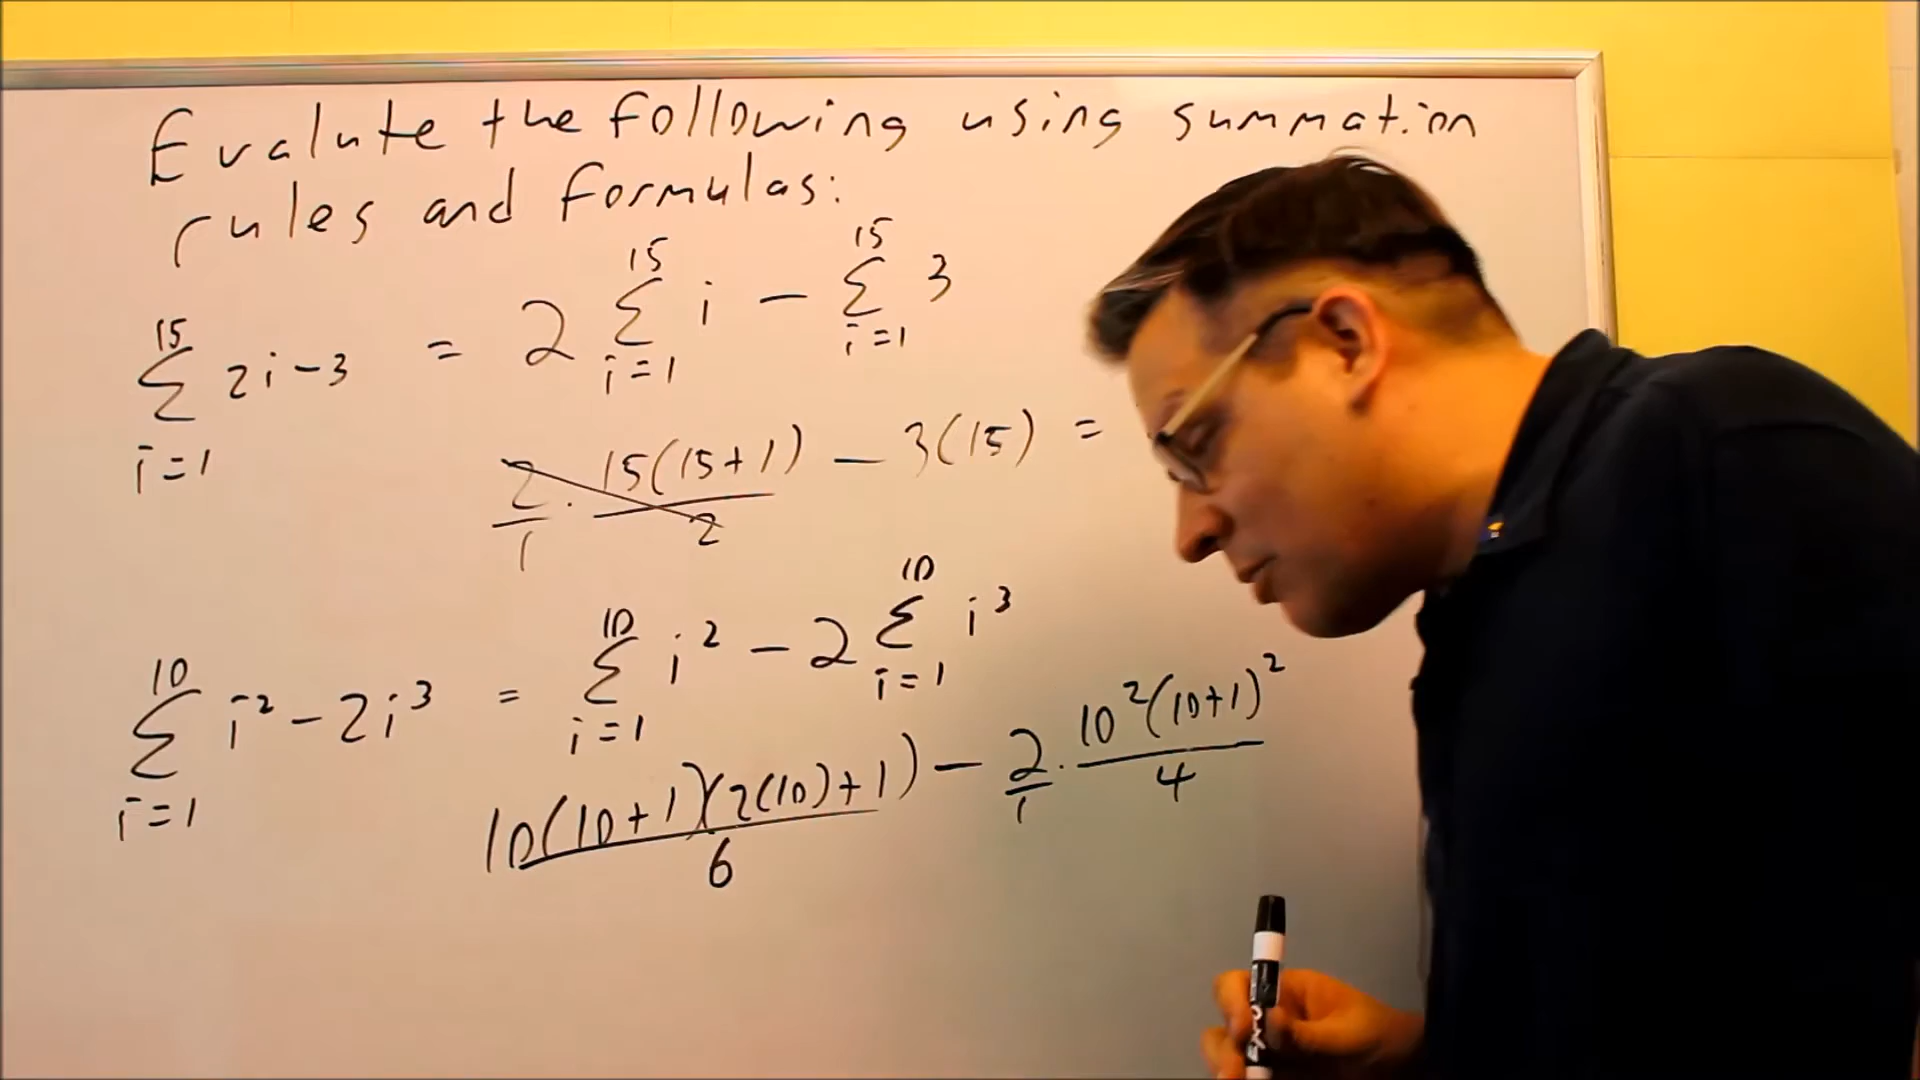 Evalute the following using summation
rules and formulas:
15
∑ 2i-3 = 2 ∑ i - ∑ 3
i=1
15
i=1
15
i=1
2/1 · 15(15+1)/2 - 3(15) =
10
∑ i² - 2i³ = ∑ i² - 2 ∑ i³
i=1
10
i=1
10
i=1
10(10+1)(2(10)+1)/6 - 2/1 · 10²(10+1)²/4